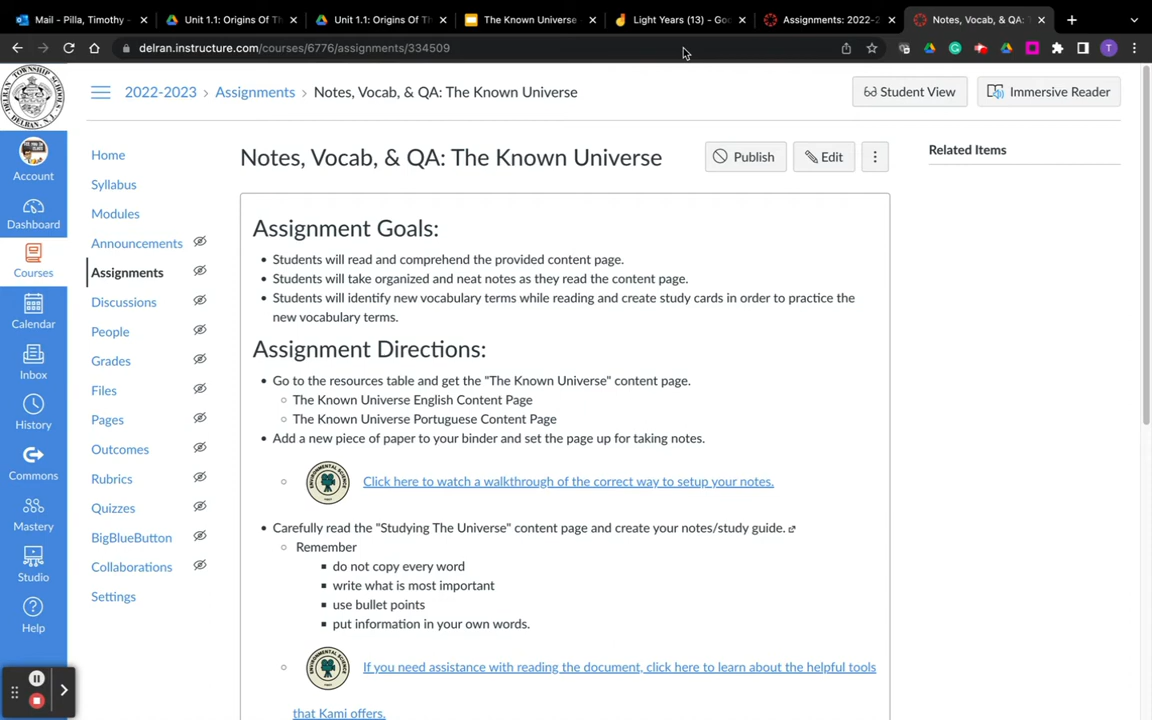 Mail – Pilla, Timothy –
Unit 1.1: Origins Of Th
Unit 1.1: Origins Of Th
The Known Universe
Light Years (13) - Goo
Assignments: 2022-2
Notes, Vocab, & QA: T
delran.instructure.com/courses/6776/assignments/334509
T
2022-2023 > Assignments > Notes, Vocab, & QA: The Known Universe
Student View
Immersive Reader
Account
Dashboard
Courses
Calendar
Inbox
History
Commons
Mastery
Studio
Help
Home
Syllabus
Modules
Announcements
Assignments
Discussions
People
Grades
Files
Pages
Outcomes
Rubrics
Quizzes
BigBlueButton
Collaborations
Settings
Notes, Vocab, & QA: The Known Universe
Publish
Edit
Related Items
Assignment Goals:
• Students will read and comprehend the provided content page.
• Students will take organized and neat notes as they read the content page.
• Students will identify new vocabulary terms while reading and create study cards in order to practice the
new vocabulary terms.
Assignment Directions:
• Go to the resources table and get the "The Known Universe" content page.
The Known Universe English Content Page
The Known Universe Portuguese Content Page
• Add a new piece of paper to your binder and set the page up for taking notes.
Click here to watch a walkthrough of the correct way to setup your notes.
• Carefully read the "Studying The Universe" content page and create your notes/study guide.
Remember
do not copy every word
write what is most important
use bullet points
put information in your own words.
If you need assistance with reading the document, click here to learn about the helpful tools
that Kami offers.